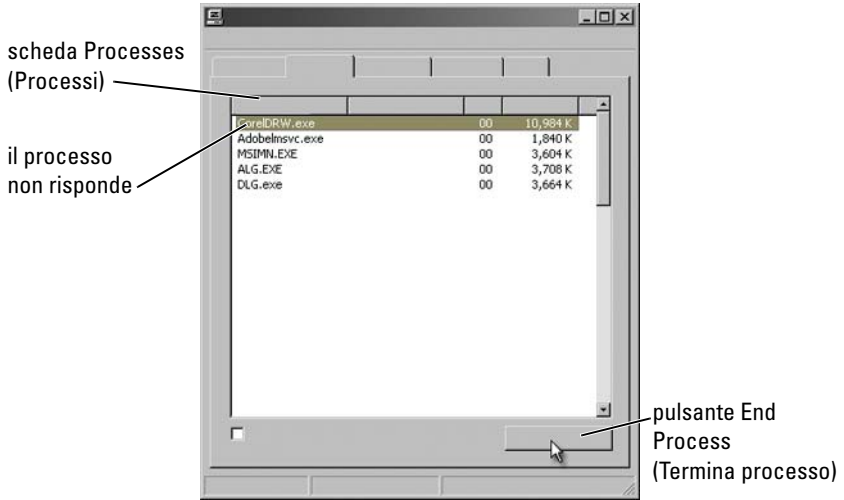 scheda Processes
(Processi)
il processo
non risponde
CorelDRW.exe 00 10,984 K
Adobelmsvc.exe 00 1,840 K
MSIMN.EXE 00 3,604 K
ALG.EXE 00 3,708 K
DLG.exe 00 3,664 K
pulsante End
Process
(Termina processo)